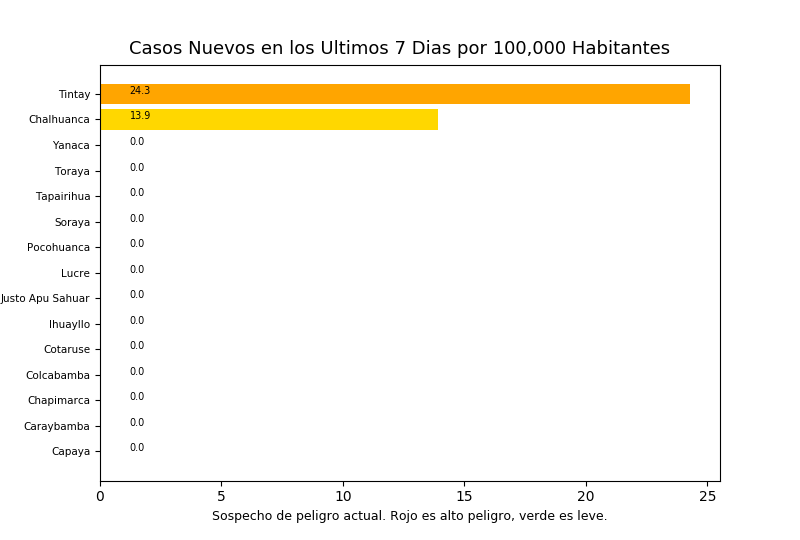 Casos Nuevos en los Ultimos 7 Dias por 100,000 Habitantes
Tintay 24.3
Chalhuanca 13.9
Yanaca 0.0
Toraya 0.0
Tapairihua 0.0
Soraya 0.0
Pocohuanca 0.0
Lucre 0.0
Justo Apu Sahuar 0.0
Ihuayllo 0.0
Cotaruse 0.0
Colcabamba 0.0
Chapimarca 0.0
Caraybamba 0.0
Capaya 0.0
0 5 10 15 20 25
Sospecho de peligro actual. Rojo es alto peligro, verde es leve.